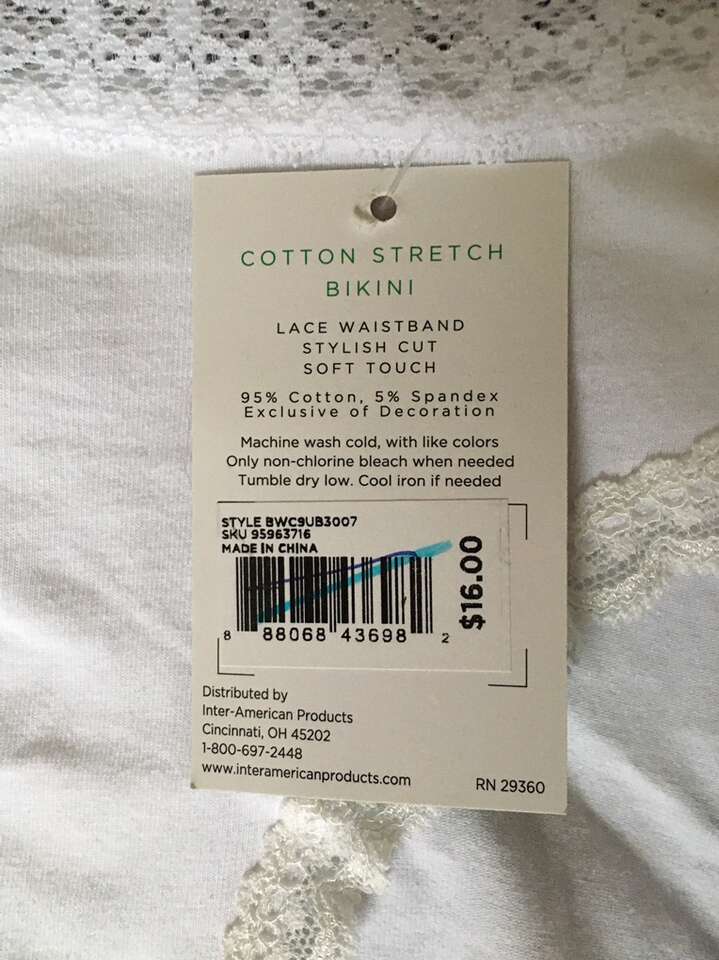 COTTON STRETCH
BIKINI
LACE WAISTBAND
STYLISH CUT
SOFT TOUCH
95% Cotton, 5% Spandex
Exclusive of Decoration
Machine wash cold, with like colors
Only non-chlorine bleach when needed
Tumble dry low. Cool iron if needed
STYLE BWC9UB3007
SKU 95963716
MADE IN CHINA
$16.00
8 88068 43698 2
Distributed by
Inter-American Products
Cincinnati, OH 45202
1-800-697-2448
www.interamericanproducts.com
RN 29360